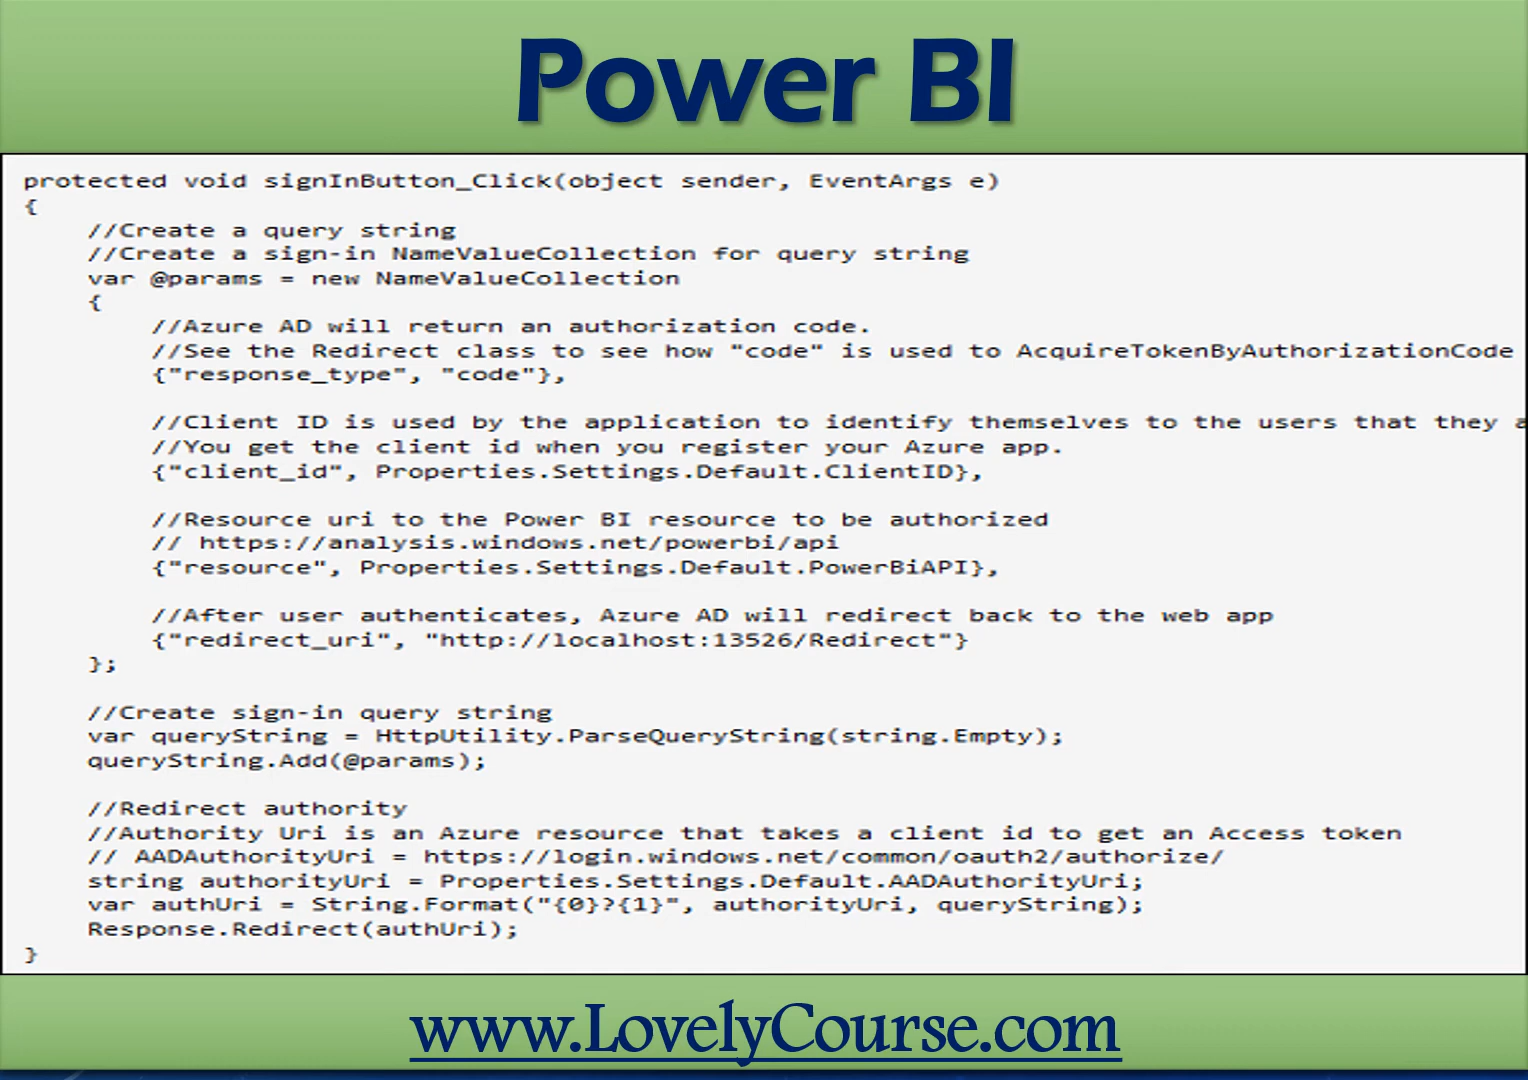 Power BI
protected void signInButton_Click(object sender, EventArgs e)
{
    //Create a query string
    //Create a sign-in NameValueCollection for query string
    var @params = new NameValueCollection
    {
        //Azure AD will return an authorization code.
        //See the Redirect class to see how "code" is used to AcquireTokenByAuthorizationCode
        {"response_type", "code"},
        //Client ID is used by the application to identify themselves to the users that they a
        //You get the client id when you register your Azure app.
        {"client_id", Properties.Settings.Default.ClientID},
        //Resource uri to the Power BI resource to be authorized
        // https://analysis.windows.net/powerbi/api
        {"resource", Properties.Settings.Default.PowerBiAPI},
        //After user authenticates, Azure AD will redirect back to the web app
        {"redirect_uri", "http://localhost:13526/Redirect"}
    };
    //Create sign-in query string
    var queryString = HttpUtility.ParseQueryString(string.Empty);
    queryString.Add(@params);
    //Redirect authority
    //Authority Uri is an Azure resource that takes a client id to get an Access token
    // AADAuthorityUri = https://login.windows.net/common/oauth2/authorize/
    string authorityUri = Properties.Settings.Default.AADAuthorityUri;
    var authUri = String.Format("{0}?{1}", authorityUri, queryString);
    Response.Redirect(authUri);
}
www.LovelyCourse.com